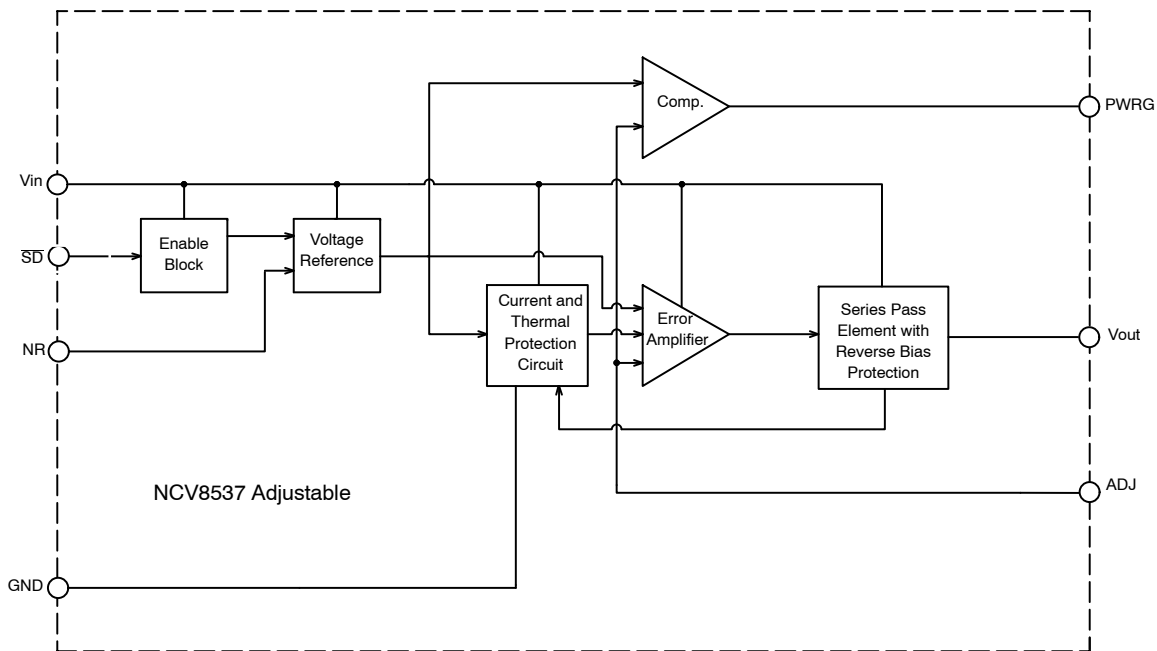 Comp.
PWRG
Vin
SD
Enable
Block
Voltage
Reference
NR
Current and
Thermal
Protection
Circuit
Error
Amplifier
Series Pass
Element with
Reverse Bias
Protection
Vout
NCV8537 Adjustable
ADJ
GND